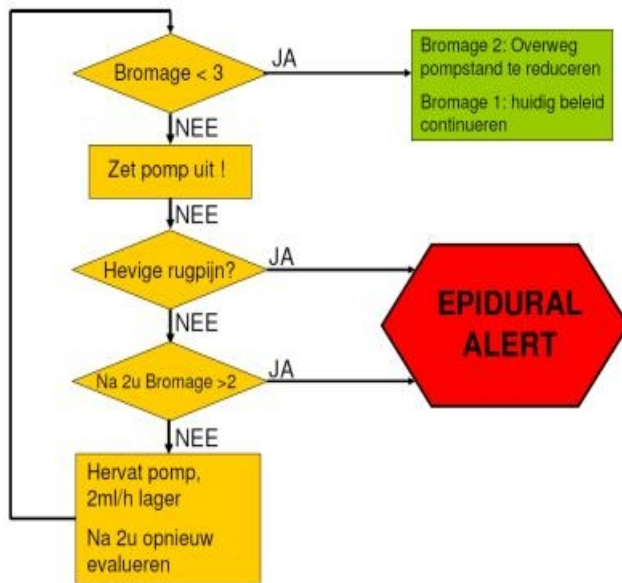 Bromage < 3
JA
Bromage 2: Overweg
pompstand te reduceren
Bromage 1: huidig beleid
continueren
NEE
Zet pomp uit !
NEE
Hevige rugpijn?
JA
EPIDURAL
ALERT
NEE
Na 2u Bromage >2
JA
NEE
Hervat pomp,
2ml/h lager
Na 2u opnieuw
evalueren